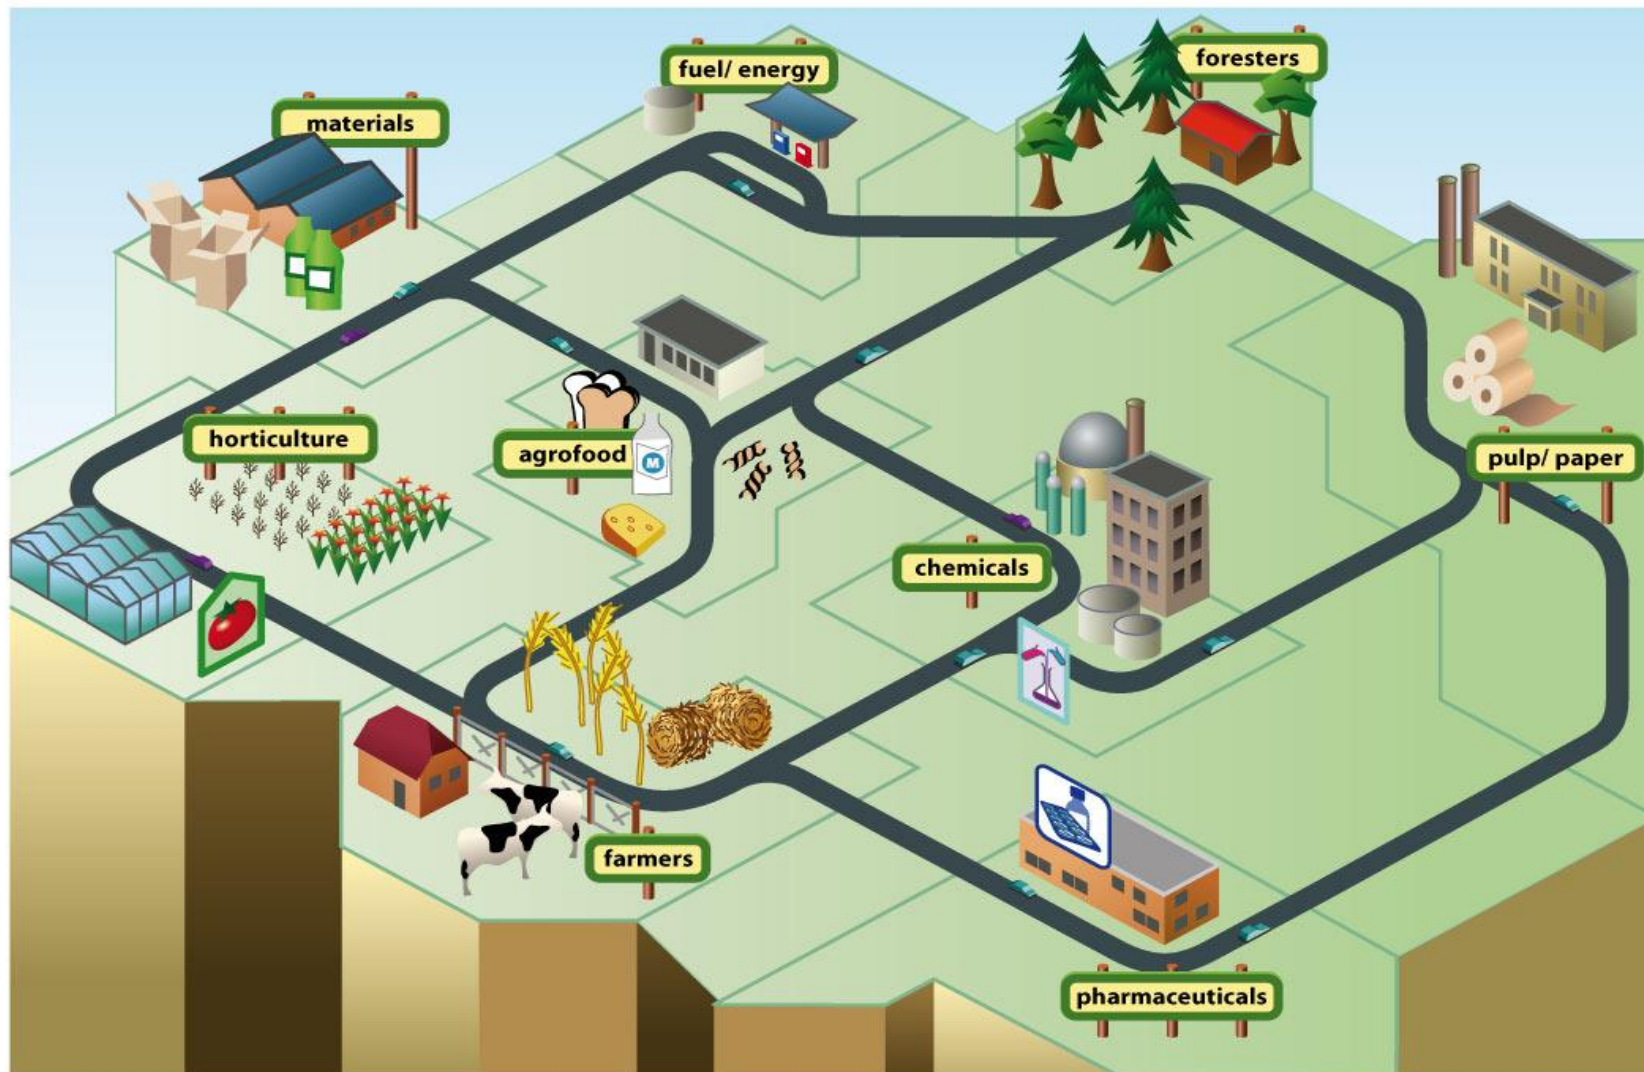 fuel/ energy
foresters
materials
horticulture
agrofood
M
pulp/ paper
chemicals
farmers
pharmaceuticals